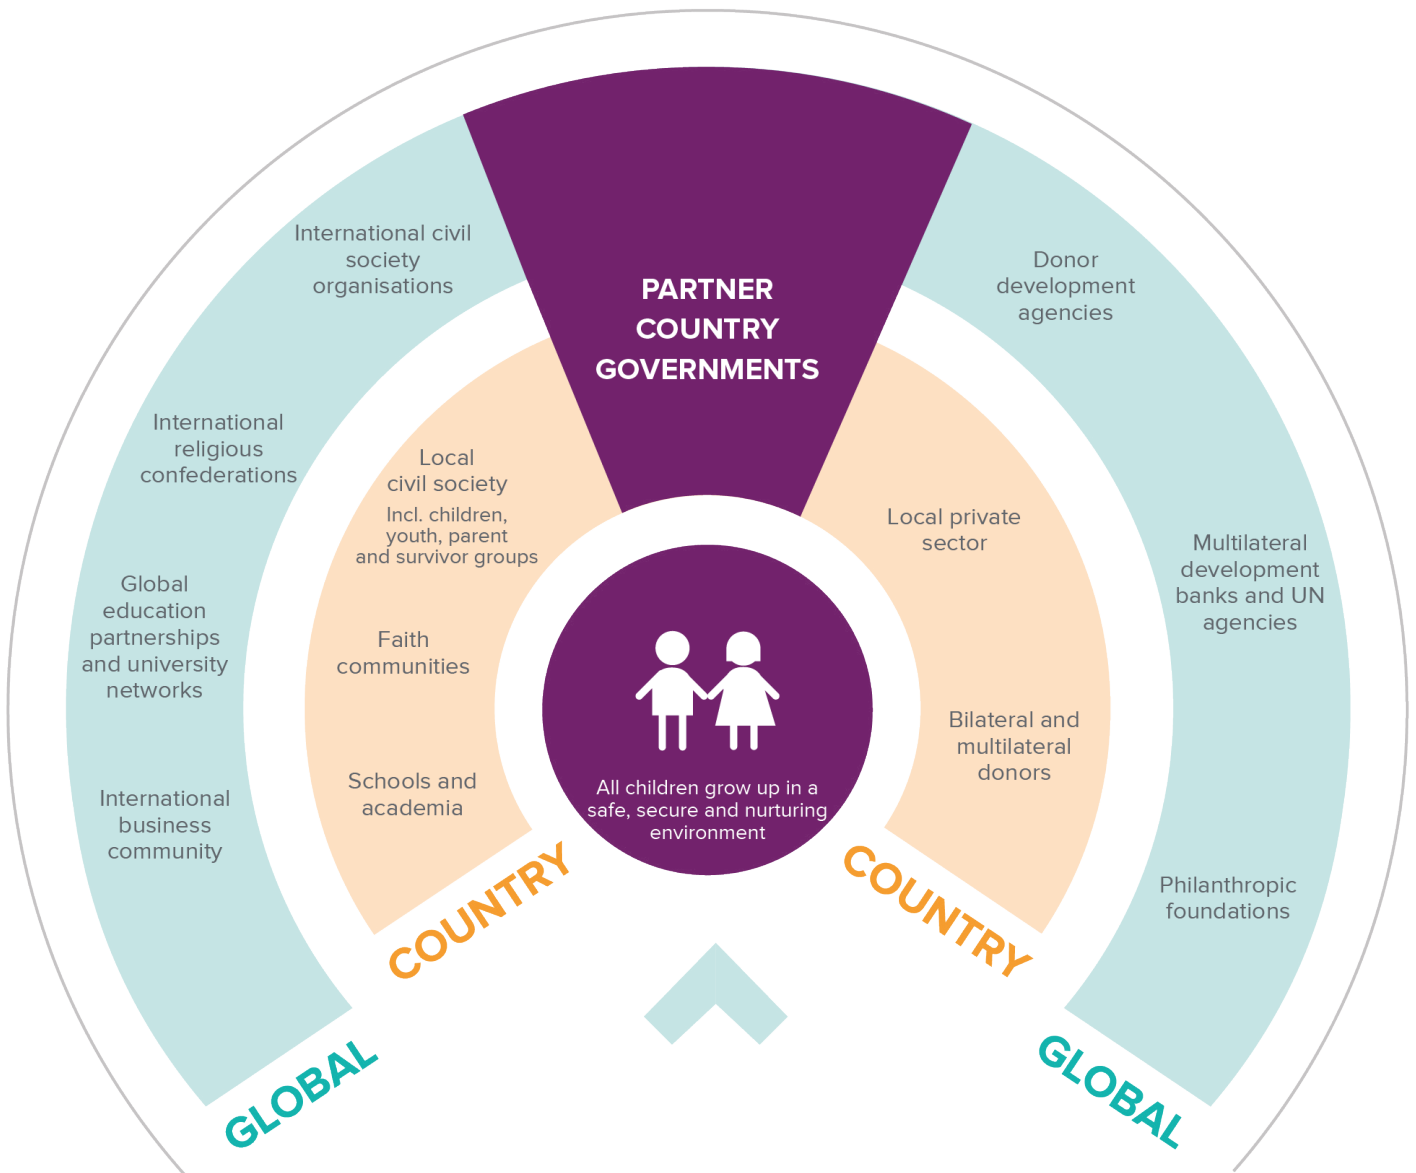 PARTNER
COUNTRY
GOVERNMENTS
International civil
society
organisations
International
religious
confederations
Global
education
partnerships
and university
networks
International
business
community
GLOBAL
Local
civil society
Incl. children,
youth, parent
and survivor groups
Faith
communities
Schools and
academia
COUNTRY
All children grow up in a
safe, secure and nurturing
environment
Local private
sector
Bilateral and
multilateral
donors
COUNTRY
Donor
development
agencies
Multilateral
development
banks and UN
agencies
Philanthropic
foundations
GLOBAL